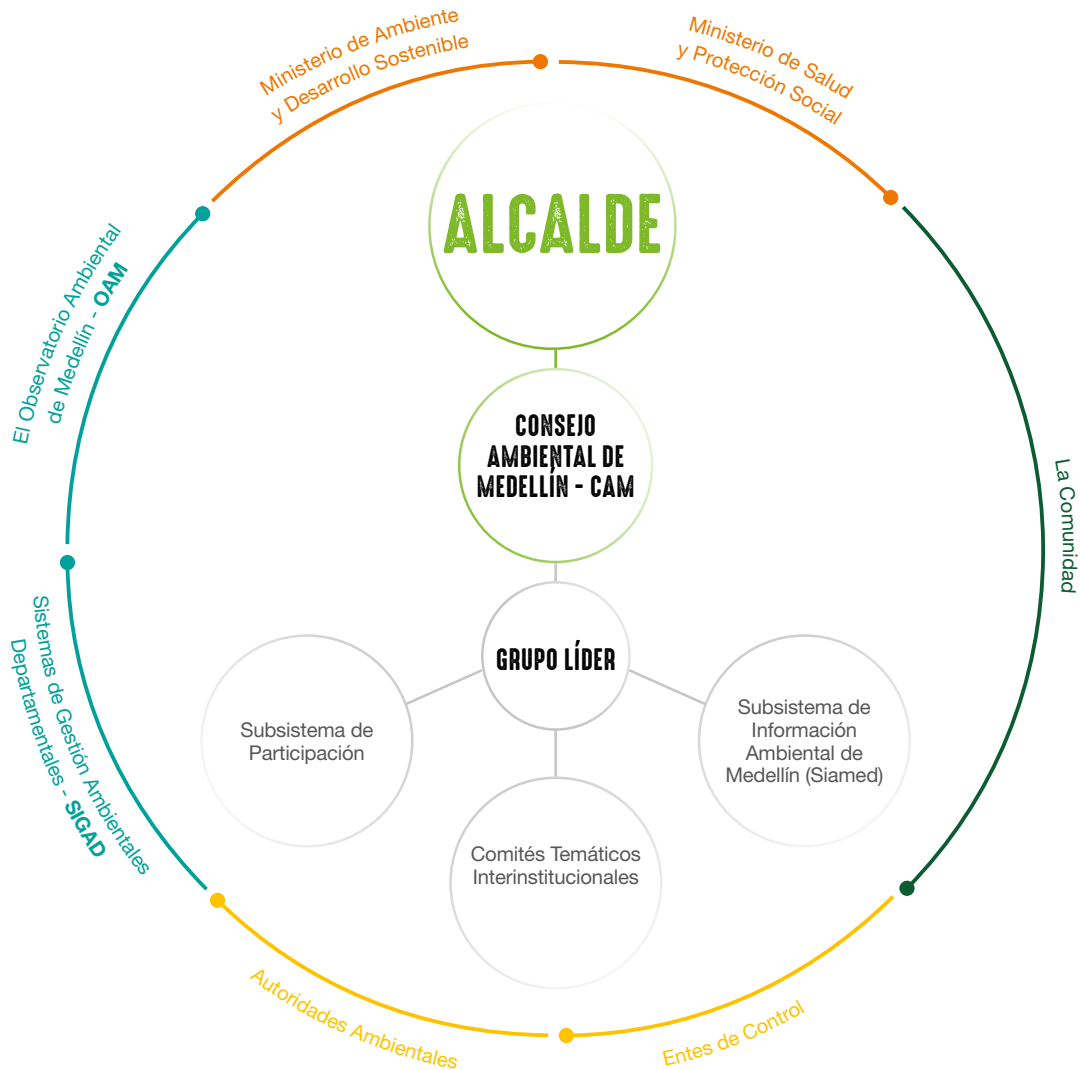 Ministerio de Ambiente
y Desarrollo Sostenible
Ministerio de Salud
y Protección Social
ALCALDE
El Observatorio Ambiental
de Medellín - OAM
CONSEJO
AMBIENTAL DE
MEDELLÍN - CAM
La Comunidad
Sistemas de Gestión Ambientales
Departamentales - SIGAD
GRUPO LÍDER
Subsistema de
Participación
Subsistema de
Información
Ambiental de
Medellín (Siamed)
Comités Temáticos
Interinstitucionales
Autoridades Ambientales
Entes de Control